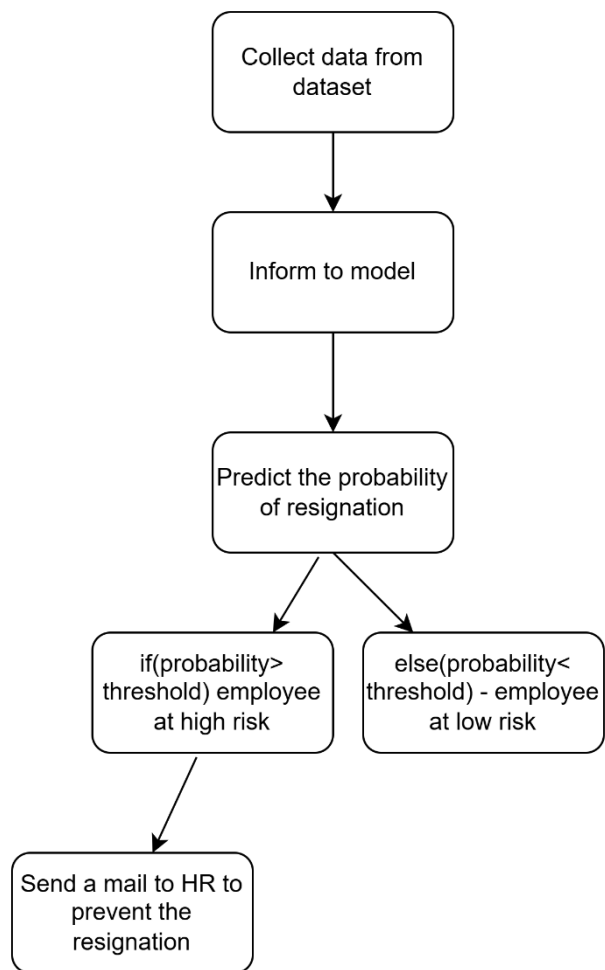 Collect data from
dataset
Inform to model
Predict the probability
of resignation
if(probability>
threshold) employee
at high risk
else(probability<
threshold) - employee
at low risk
Send a mail to HR to
prevent the
resignation